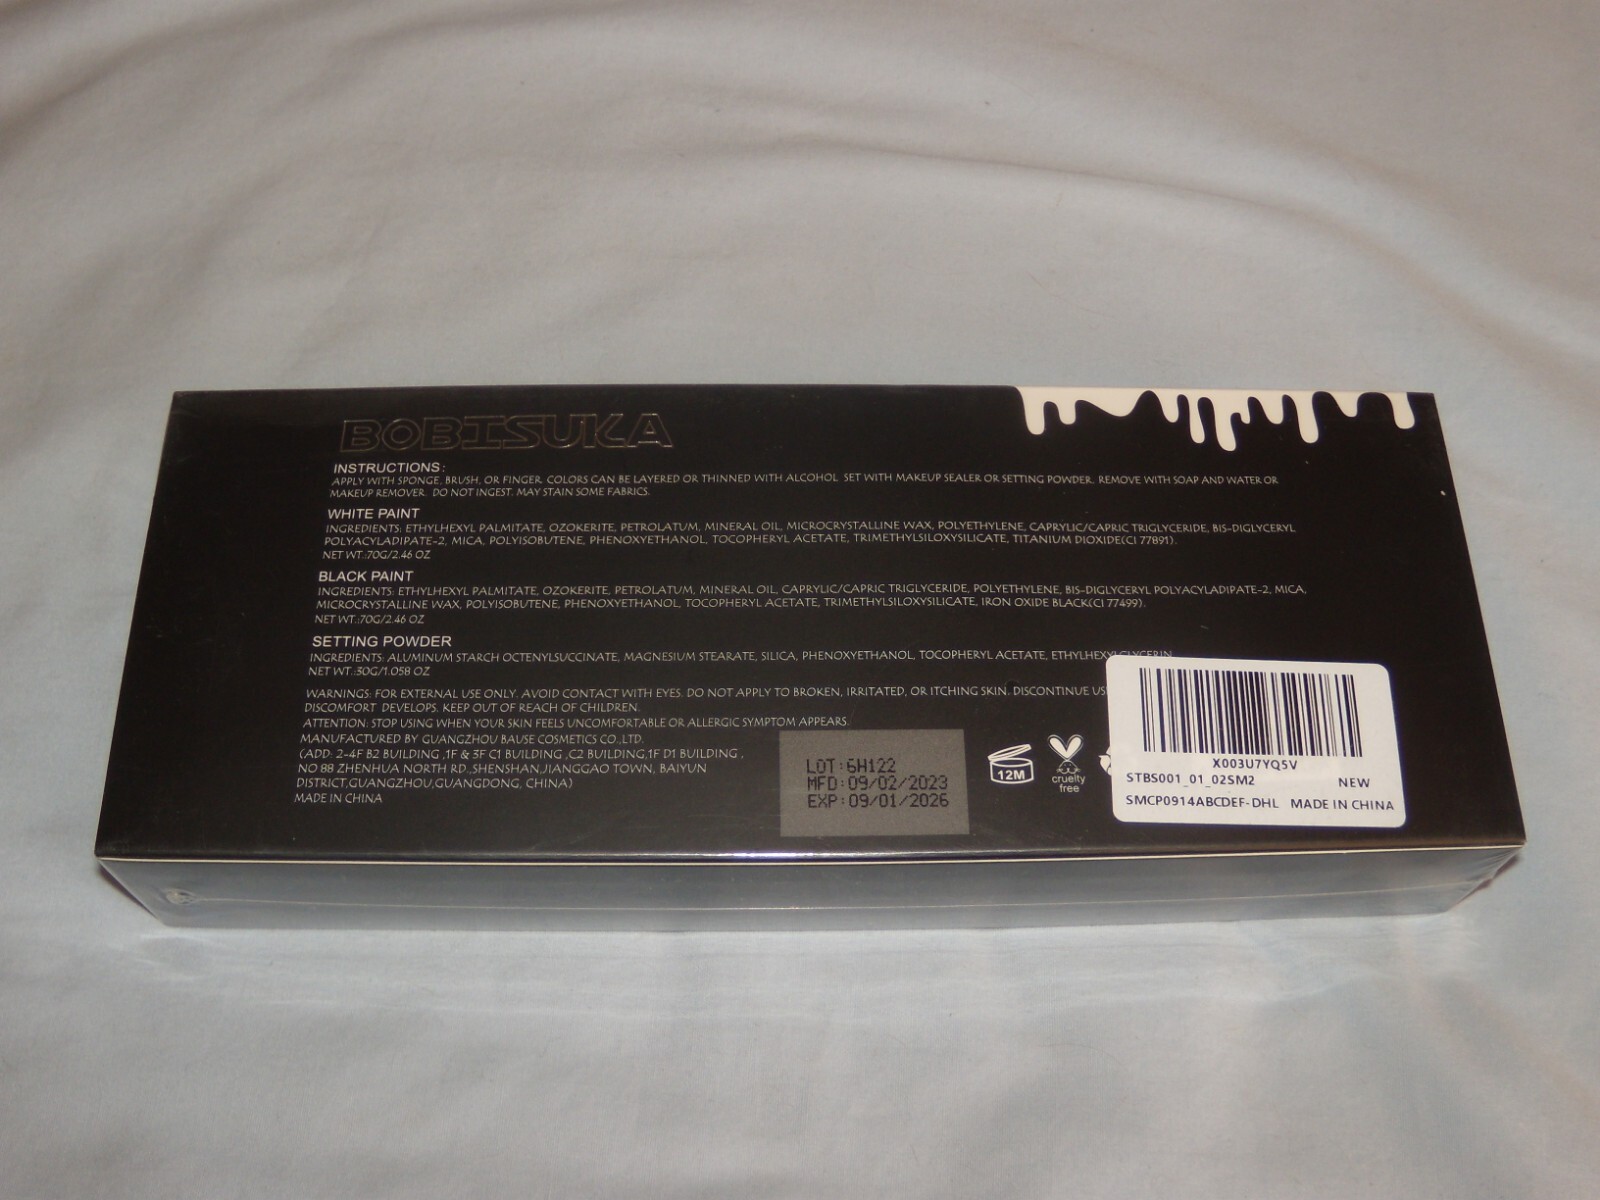 BOBISUKA
INSTRUCTIONS:
APPLY WITH SPONGE, BRUSH, OR FINGER. COLORS CAN BE LAYERED OR THINNED WITH ALCOHOL SET WITH MAKEUP SEALER OR SETTING POWDER. REMOVE WITH SOAP AND WATER OR
MAKEUP REMOVER. DO NOT INGEST. MAY STAIN SOME FABRICS.
WHITE PAINT
INGREDIENTS: ETHYLHEXYL PALMITATE, OZOKERITE, PETROLATUM, MINERAL OIL, MICROCRYSTALLINE WAX, POLYETHYLENE, CAPRYLIC/CAPRIC TRIGLYCERIDE, BIS-DIGLYCERYL
POLYACYLADIPATE-2, MICA, POLYISOBUTENE, PHENOXYETHANOL, TOCOPHERYL ACETATE, TRIMETHYLSILOXYSILICATE, TITANIUM DIOXIDE(CI 77891).
NET WT.:70G/2.46 OZ
BLACK PAINT
INGREDIENTS: ETHYLHEXYL PALMITATE, OZOKERITE, PETROLATUM, MINERAL OIL, CAPRYLIC/CAPRIC TRIGLYCERIDE, POLYETHYLENE, BIS-DIGLYCERYL POLYACYLADIPATE-2, MICA,
MICROCRYSTALLINE WAX, POLYISOBUTENE, PHENOXYETHANOL, TOCOPHERYL ACETATE, TRIMETHYLSILOXYSILICATE, IRON OXIDE BLACK(CI 77499).
NET WT.:70G/2.46 OZ
SETTING POWDER
INGREDIENTS: ALUMINUM STARCH OCTENYLSUCCINATE, MAGNESIUM STEARATE, SILICA, PHENOXYETHANOL, TOCOPHERYL ACETATE, ETHYLHEXYLGLYCERIN
NET WT.:30G/1.058 OZ
WARNINGS: FOR EXTERNAL USE ONLY. AVOID CONTACT WITH EYES. DO NOT APPLY TO BROKEN, IRRITATED, OR ITCHING SKIN. DISCONTINUE US
DISCOMFORT DEVELOPS. KEEP OUT OF REACH OF CHILDREN.
ATTENTION: STOP USING WHEN YOUR SKIN FEELS UNCOMFORTABLE OR ALLERGIC SYMPTOM APPEARS.
MANUFACTURED BY GUANGZHOU BAUSE COSMETICS CO.,LTD.
(ADD: 2-4F B2 BUILDING ,1F & 3F C1 BUILDING ,C2 BUILDING,1F D1 BUILDING ,
NO 88 ZHENHUA NORTH RD.,SHENSHAN,JIANGGAO TOWN, BAIYUN
DISTRICT,GUANGZHOU,GUANGDONG, CHINA)
MADE IN CHINA
LOT:6H122
MFD:09/02/2023
EXP:09/01/2026
12M
cruelty
free
X003U7YQ5V
STBS001_01_02SM2 NEW
SMCP0914ABCDEF-DHL MADE IN CHINA